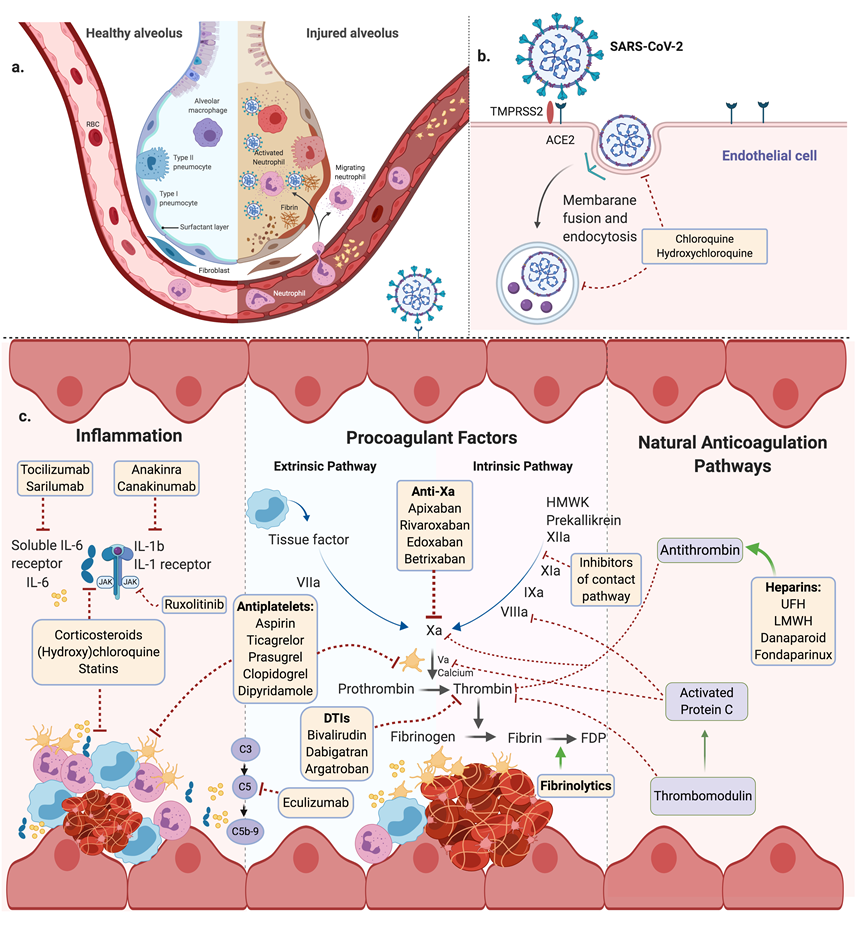 Healthy alveolus
Injured alveolus
a.
RBC
Alveolar
macrophage
Type II
pneumocyte
Type I
pneumocyte
Surfactant layer
Fibroblast
Activated
Neutrophil
Fibrin
Migrating
neutrophil
Neutrophil
b.
SARS-CoV-2
TMPRSS2
ACE2
Endothelial cell
Membarane
fusion and
endocytosis
Chloroquine
Hydroxychloroquine
c.
Inflammation
Procoagulant Factors
Natural Anticoagulation
Pathways
Extrinsic Pathway
Intrinsic Pathway
Tocilizumab
Sarilumab
Anakinra
Canakinumab
Soluble IL-6
receptor
IL-6
IL-1b
IL-1 receptor
JAK
JAK
Ruxolitinib
Corticosteroids
(Hydroxy)chloroquine
Statins
Tissue factor
VIIa
Antiplatelets:
Aspirin
Ticagrelor
Prasugrel
Clopidogrel
Dipyridamole
Anti-Xa
Apixaban
Rivaroxaban
Edoxaban
Betrixaban
HMWK
Prekallikrein
XIIa
XIa
IXa
VIIIa
Inhibitors
of contact
pathway
Xa
Va
Calcium
Prothrombin
Thrombin
DTIs
Bivalirudin
Dabigatran
Argatroban
Fibrinogen
Fibrin
FDP
Fibrinolytics
C3
C5
C5b-9
Eculizumab
Antithrombin
Heparins:
UFH
LMWH
Danaparoid
Fondaparinux
Activated
Protein C
Thrombomodulin